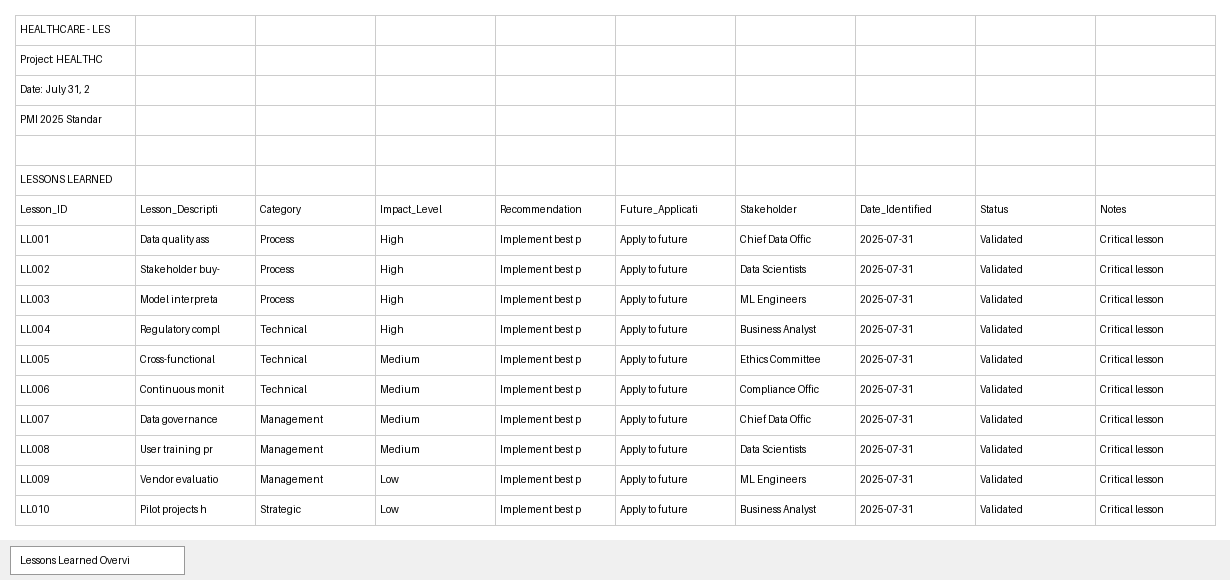 HEALTHCARE - LES
Project: HEALTHC
Date: July 31, 2
PMI 2025 Standar
LESSONS LEARNED
Lesson_ID Lesson_Descripti Category Impact_Level Recommendation Future_Applicati Stakeholder Date_Identified Status Notes
LL001 Data quality ass Process High Implement best p Apply to future Chief Data Offic 2025-07-31 Validated Critical lesson
LL002 Stakeholder buy- Process High Implement best p Apply to future Data Scientists 2025-07-31 Validated Critical lesson
LL003 Model interpreta Process High Implement best p Apply to future ML Engineers 2025-07-31 Validated Critical lesson
LL004 Regulatory compl Technical High Implement best p Apply to future Business Analyst 2025-07-31 Validated Critical lesson
LL005 Cross-functional Technical Medium Implement best p Apply to future Ethics Committee 2025-07-31 Validated Critical lesson
LL006 Continuous monit Technical Medium Implement best p Apply to future Compliance Offic 2025-07-31 Validated Critical lesson
LL007 Data governance Management Medium Implement best p Apply to future Chief Data Offic 2025-07-31 Validated Critical lesson
LL008 User training pr Management Medium Implement best p Apply to future Data Scientists 2025-07-31 Validated Critical lesson
LL009 Vendor evaluatio Management Low Implement best p Apply to future ML Engineers 2025-07-31 Validated Critical lesson
LL010 Pilot projects h Strategic Low Implement best p Apply to future Business Analyst 2025-07-31 Validated Critical lesson
Lessons Learned Overvi